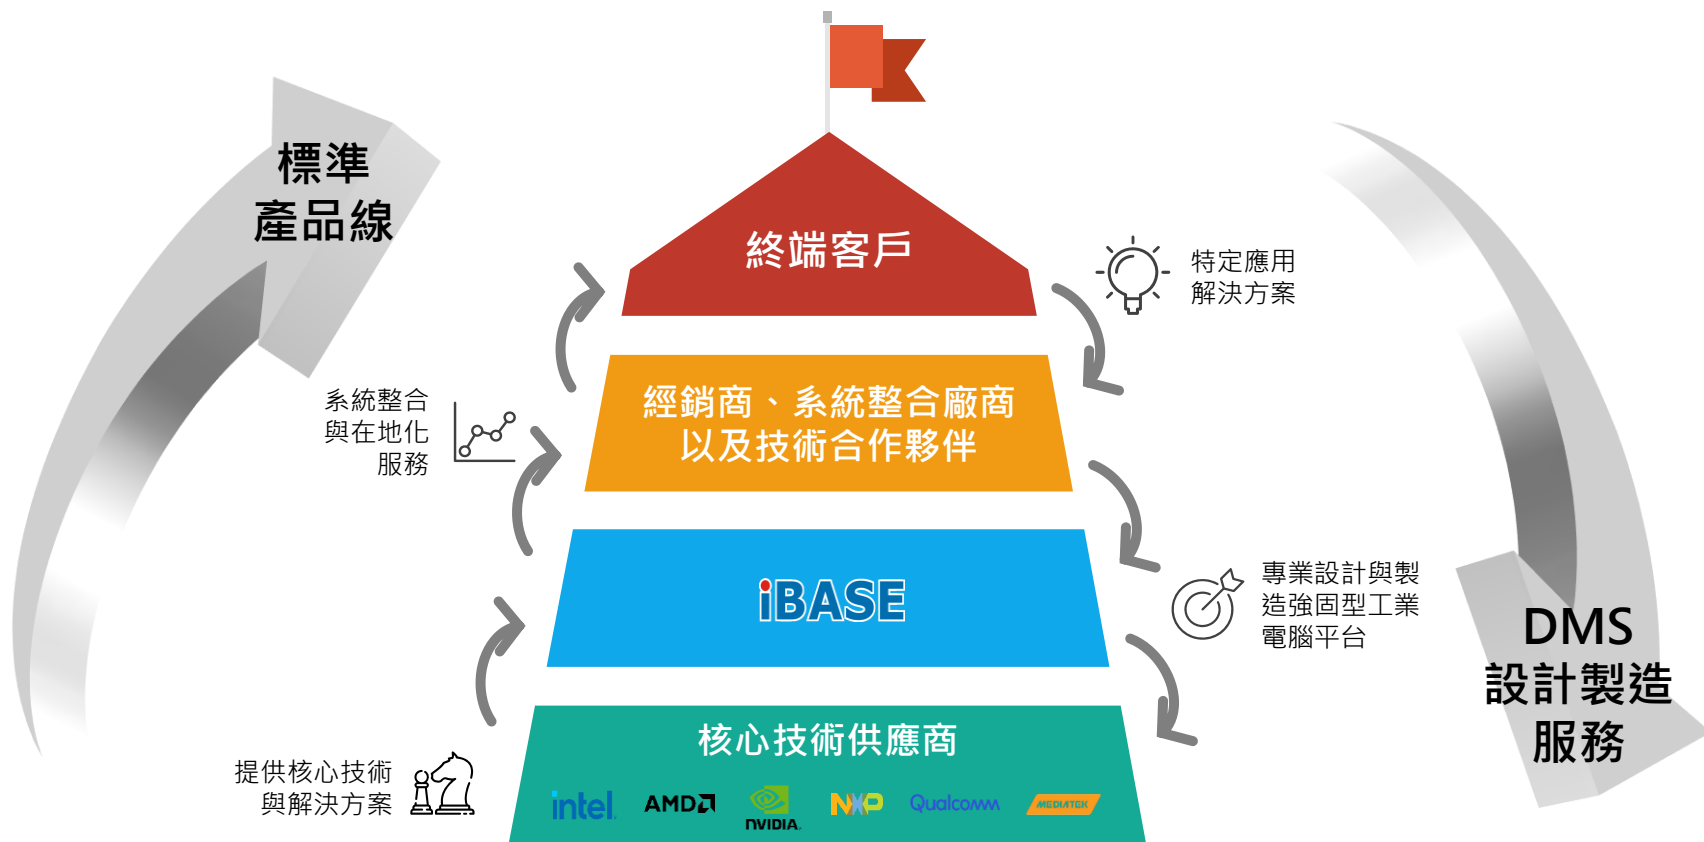 標準
產品線
終端客戶
特定應用
解決方案
經銷商、系統整合廠商
以及技術合作夥伴
系統整合
與在地化
服務
iBASE
專業設計與製
造強固型工業
電腦平台
DMS
設計製造
服務
核心技術供應商
提供核心技術
與解決方案
intel
AMD
NVIDIA
NXP
Qualcomm
MEDIATEK